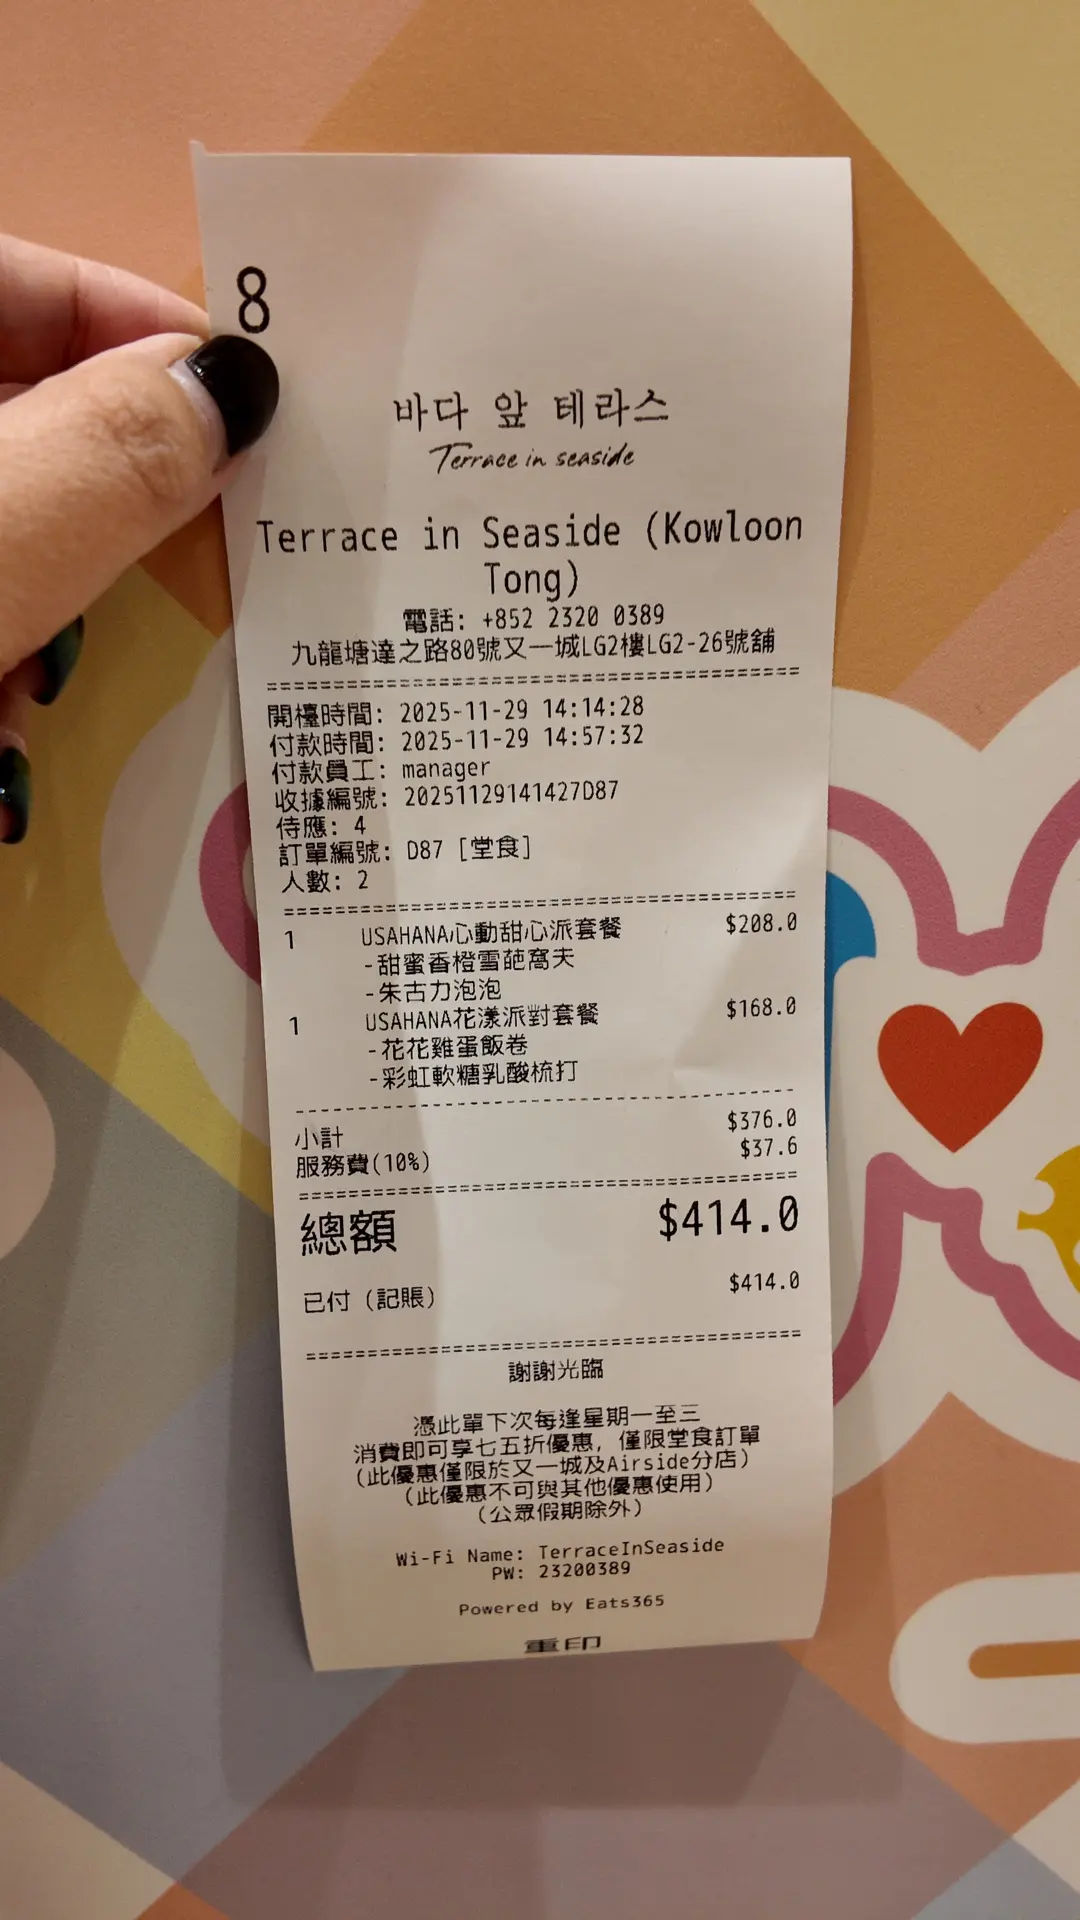 8
바다 앞 테라스
Terrace in seaside
Terrace in Seaside (Kowloon
Tong)
電話: +852 2320 0389
九龍塘達之路80號又一城LG2樓LG2-26號舖
開檯時間: 2025-11-29 14:14:28
付款時間: 2025-11-29 14:57:32
付款員工: manager
收據編號: 20251129141427D87
侍應: 4
訂單編號: D87 [堂食]
人數: 2
1 USAHANA心動甜心派套餐 $208.0
-甜蜜香橙雪葩窩夫
-朱古力泡泡
1 USAHANA花漾派對套餐 $168.0
-花花雞蛋飯卷
-彩虹軟糖乳酸梳打
小計 $376.0
服務費(10%) $37.6
總額 $414.0
已付 (記賬) $414.0
謝謝光臨
憑此單下次每逢星期一至三
消費即可享七五折優惠, 僅限堂食訂單
(此優惠僅限於又一城及Airside分店)
(此優惠不可與其他優惠使用)
(公眾假期除外)
Wi-Fi Name: TerraceInSeaside
PW: 23200389
Powered by Eats365
重印